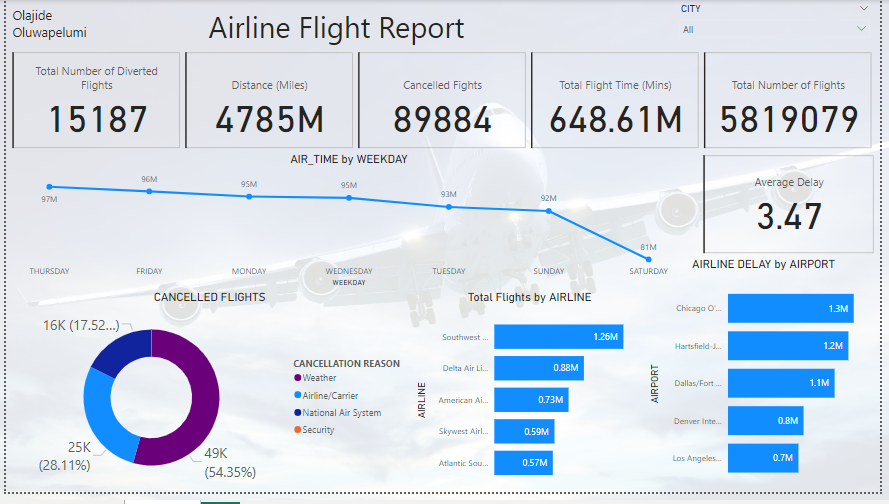 Olajide
Oluwapelumi
Airline Flight Report
CITY
All
Total Number of Diverted
Flights
15187
Distance (Miles)
4785M
Cancelled Fights
89884
Total Flight Time (Mins)
648.61M
Total Number of Flights
5819079
AIR_TIME by WEEKDAY
97M
96M
95M
95M
93M
92M
81M
THURSDAY
FRIDAY
MONDAY
WEDNESDAY
TUESDAY
SUNDAY
SATURDAY
WEEKDAY
Average Delay
3.47
AIRLINE DELAY by AIRPORT
CANCELLED FLIGHTS
16K (17.52...)
25K
(28.11%)
49K
(54.35%)
CANCELLATION REASON
Weather
Airline/Carrier
National Air System
Security
Total Flights by AIRLINE
AIRLINE
Southwest ...
1.26M
Delta Air Li...
0.88M
American Ai...
0.73M
Skywest Airl...
0.59M
Atlantic Sou...
0.57M
AIRPORT
Chicago O'...
1.3M
Hartsfield-J...
1.2M
Dallas/Fort ...
1.1M
Denver Inte...
0.8M
Los Angeles...
0.7M